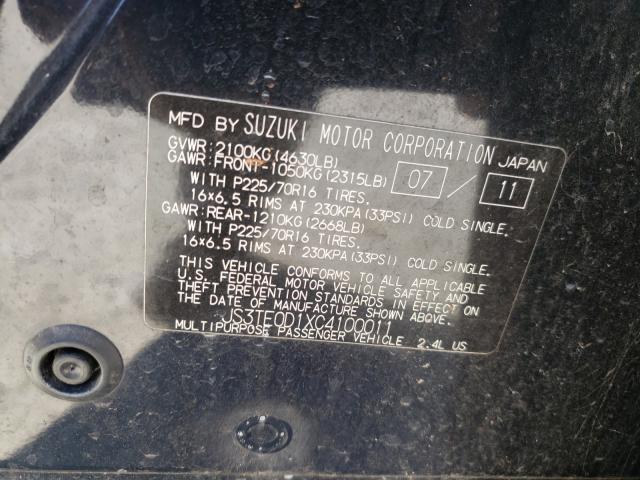 MFD BY SUZUKI MOTOR CORPORATION JAPAN
GVWR:2100KG(4630LB) 07 / 11
GAWR:FRONT-1050KG(2315LB)
WITH P225/70R16 TIRES.
16x6.5 RIMS AT 230KPA(33PSI) COLD SINGLE.
GAWR:REAR-1210KG(2668LB)
WITH P225/70R16 TIRES.
16x6.5 RIMS AT 230KPA(33PSI) COLD SINGLE.
THIS VEHICLE CONFORMS TO ALL APPLICABLE
U.S. FEDERAL MOTOR VEHICLE SAFETY AND
THEFT PREVENTION STANDARDS IN EFFECT ON
THE DATE OF MANUFACTURE SHOWN ABOVE.
JS3TE0D1XC4100011
MULTIPURPOSE PASSENGER VEHICLE 2.4L US